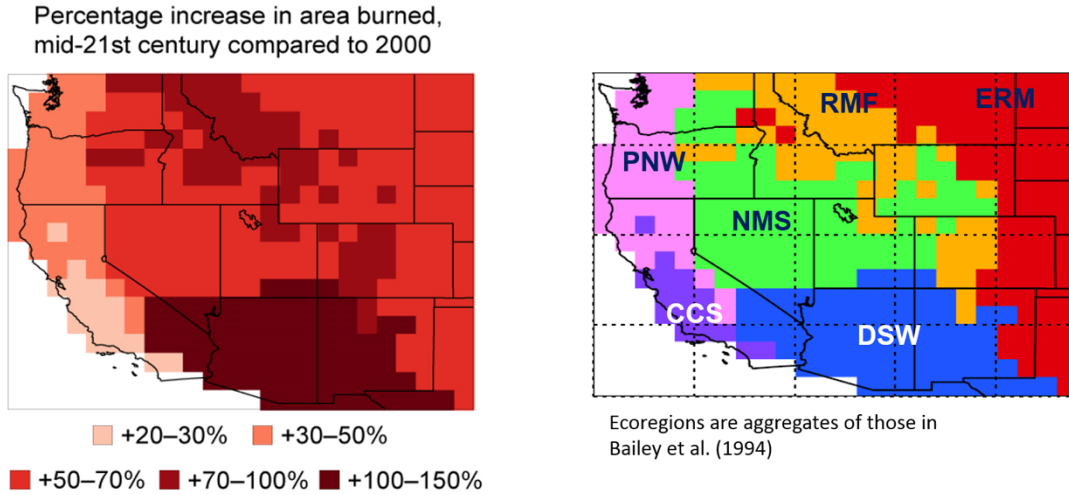 Percentage increase in area burned,
mid-21st century compared to 2000
+20–30% +30–50%
+50–70% +70–100% +100–150%
RMF ERM
PNW
NMS
CCS
DSW
Ecoregions are aggregates of those in
Bailey et al. (1994)